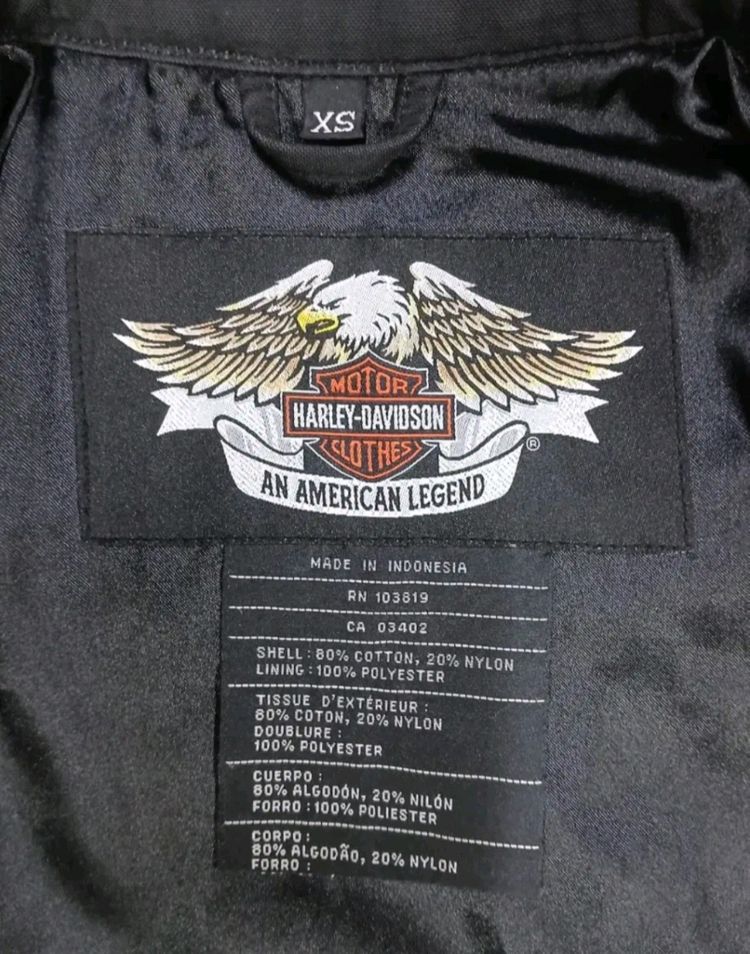 XS
MOTOR
HARLEY-DAVIDSON
CLOTHES
®
AN AMERICAN LEGEND
MADE IN INDONESIA
RN 103819
CA 03402
SHELL : 80% COTTON, 20% NYLON
LINING : 100% POLYESTER
TISSUE D'EXTÉRIEUR :
80% COTON, 20% NYLON
DOUBLURE :
100% POLYESTER
CUERPO :
80% ALGODÓN, 20% NILÓN
FORRO : 100% POLIESTER
CORPO :
80% ALGODÃO, 20% NYLON
FORRO :